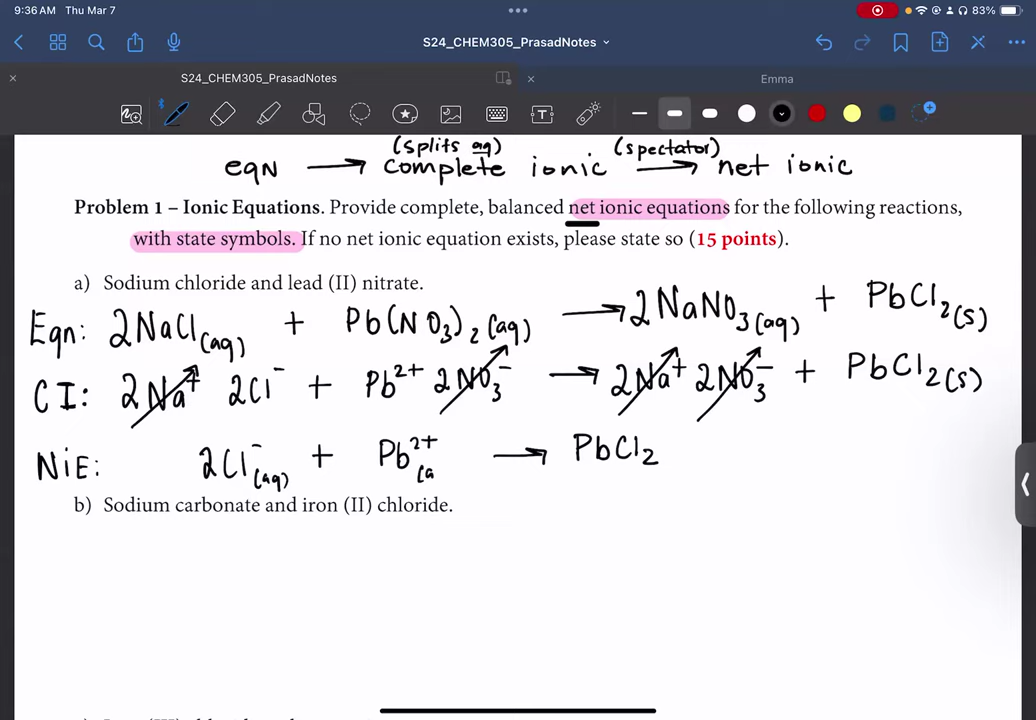 9:36 AM Thu Mar 7
83%
S24_CHEM305_PrasadNotes
S24_CHEM305_PrasadNotes
Emma
(splits aq) (spectator)
eqn → complete ionic → net ionic
Problem 1 – Ionic Equations. Provide complete, balanced net ionic equations for the following reactions,
with state symbols. If no net ionic equation exists, please state so (15 points).
a) Sodium chloride and lead (II) nitrate.
Eqn: 2NaCl(aq) + Pb(NO3)2(aq) → 2NaNO3(aq) + PbCl2(s)
CI: 2Na+ 2Cl- + Pb2+ 2NO3- → 2Na+ 2NO3- + PbCl2(s)
NiE: 2Cl-(aq) + Pb2+(a → PbCl2
b) Sodium carbonate and iron (II) chloride.